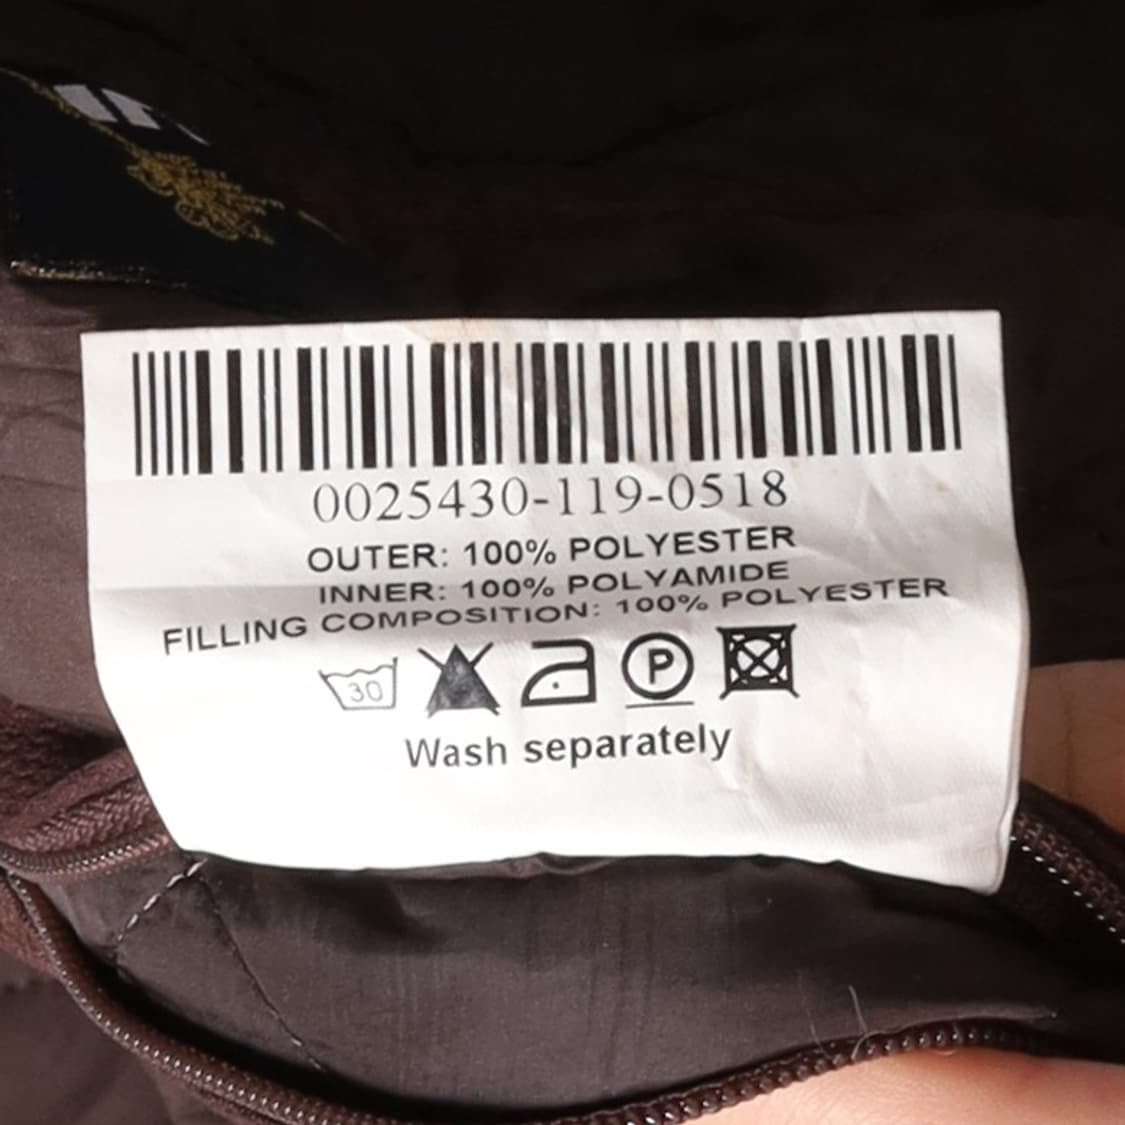 0025430-119-0518
OUTER: 100% POLYESTER
INNER: 100% POLYAMIDE
FILLING COMPOSITION: 100% POLYESTER
30 P
Wash separately